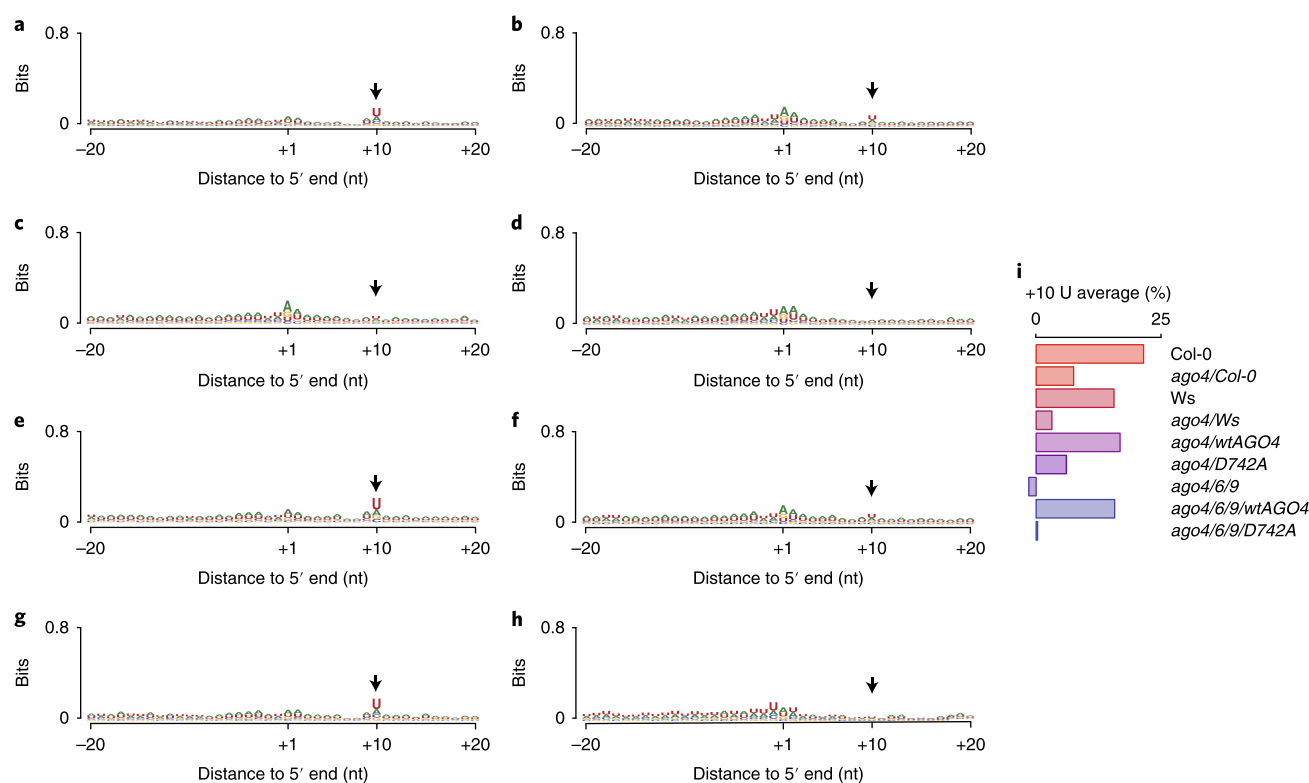 a
0.8
Bits
0
U
A
–20
+1
+10
+20
Distance to 5′ end (nt)
b
0.8
Bits
0
A
U
–20
+1
+10
+20
Distance to 5′ end (nt)
c
0.8
Bits
0
A
–20
+1
+10
+20
Distance to 5′ end (nt)
d
0.8
Bits
0
U A A
–20
+1
+10
+20
Distance to 5′ end (nt)
e
0.8
Bits
0
U
A
–20
+1
+10
+20
Distance to 5′ end (nt)
f
0.8
Bits
0
A
U
–20
+1
+10
+20
Distance to 5′ end (nt)
g
0.8
Bits
0
U
A
–20
+1
+10
+20
Distance to 5′ end (nt)
h
0.8
Bits
0
U A U
–20
+1
+10
+20
Distance to 5′ end (nt)
i
+10 U average (%)
0 25
Col-0
ago4/Col-0
Ws
ago4/Ws
ago4/wtAGO4
ago4/D742A
ago4/6/9
ago4/6/9/wtAGO4
ago4/6/9/D742A